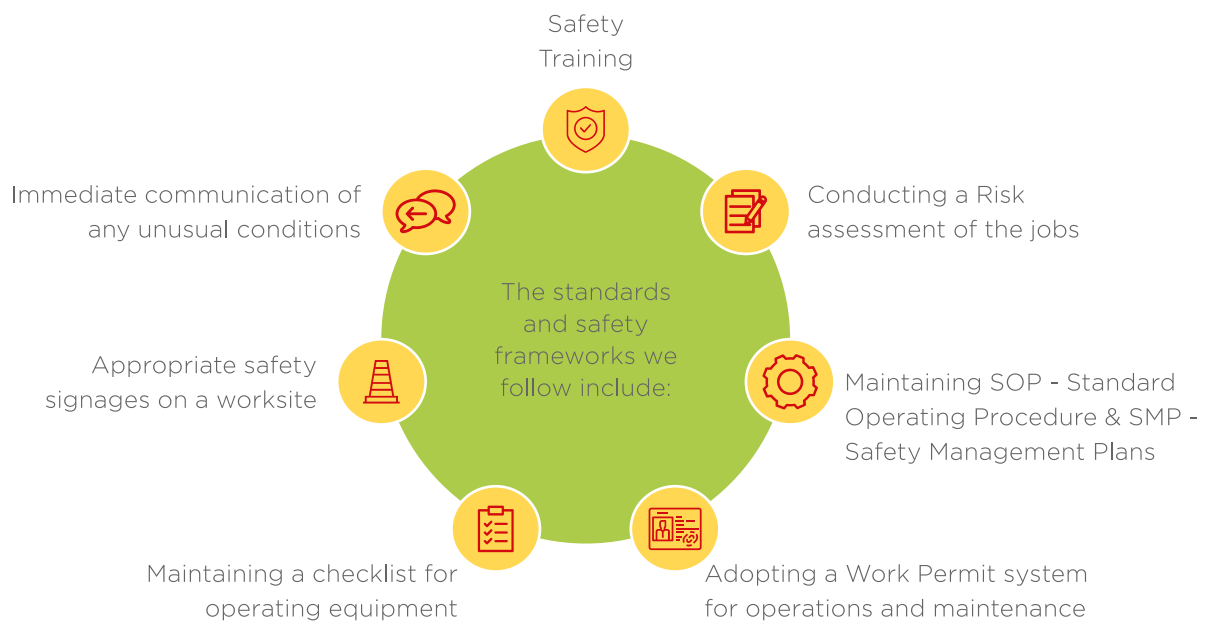 Safety
Training
Conducting a Risk
assessment of the jobs
Maintaining SOP - Standard
Operating Procedure & SMP -
Safety Management Plans
Adopting a Work Permit system
for operations and maintenance
Maintaining a checklist for
operating equipment
Appropriate safety
signages on a worksite
Immediate communication of
any unusual conditions
The standards
and safety
frameworks we
follow include: